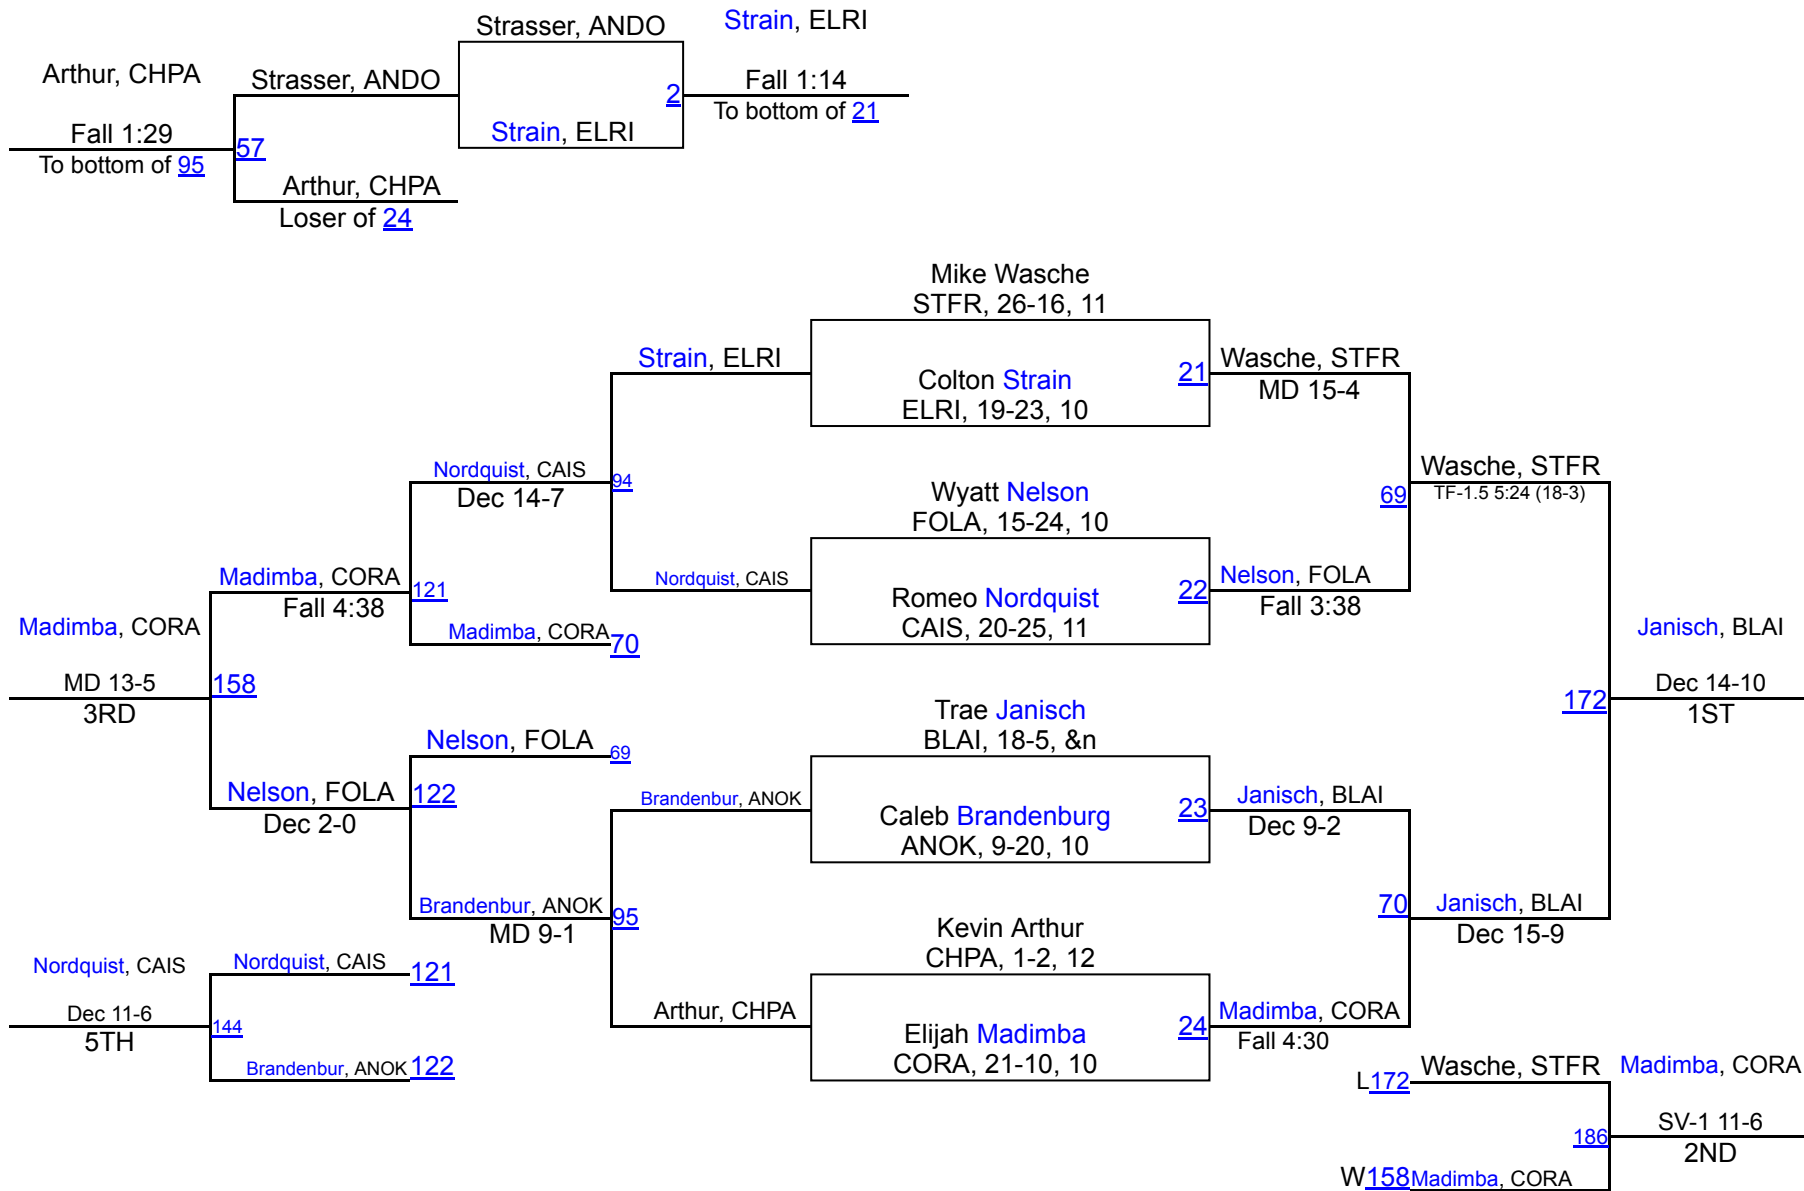 Strasser, ANDO
Strain, ELRI
Arthur, CHPA
Strasser, ANDO
2
Fall 1:14
To bottom of 21
Fall 1:29
Strain, ELRI
57
To bottom of 95
Arthur, CHPA
Loser of 24
Mike Wasche
STFR, 26-16, 11
Strain, ELRI
Colton Strain
ELRI, 19-23, 10
21
Wasche, STFR
MD 15-4
Nordquist, CAIS
Dec 14-7
94
Wyatt Nelson
FOLA, 15-24, 10
69
Wasche, STFR
TF-1.5 5:24 (18-3)
Madimba, CORA
Fall 4:38
121
Nordquist, CAIS
Romeo Nordquist
CAIS, 20-25, 11
22
Nelson, FOLA
Fall 3:38
Madimba, CORA
Madimba, CORA
70
Janisch, BLAI
MD 13-5
3RD
158
172
Dec 14-10
1ST
Trae Janisch
BLAI, 18-5, &n
Nelson, FOLA
69
Nelson, FOLA
Dec 2-0
122
Brandenbur, ANOK
Caleb Brandenburg
ANOK, 9-20, 10
23
Janisch, BLAI
Dec 9-2
Brandenbur, ANOK
MD 9-1
95
Kevin Arthur
CHPA, 1-2, 12
70
Janisch, BLAI
Dec 15-9
Nordquist, CAIS
Nordquist, CAIS
121
Dec 11-6
5TH
144
Arthur, CHPA
Elijah Madimba
CORA, 21-10, 10
24
Madimba, CORA
Fall 4:30
Brandenbur, ANOK
122
L172
Wasche, STFR
Madimba, CORA
186
SV-1 11-6
2ND
W158
Madimba, CORA